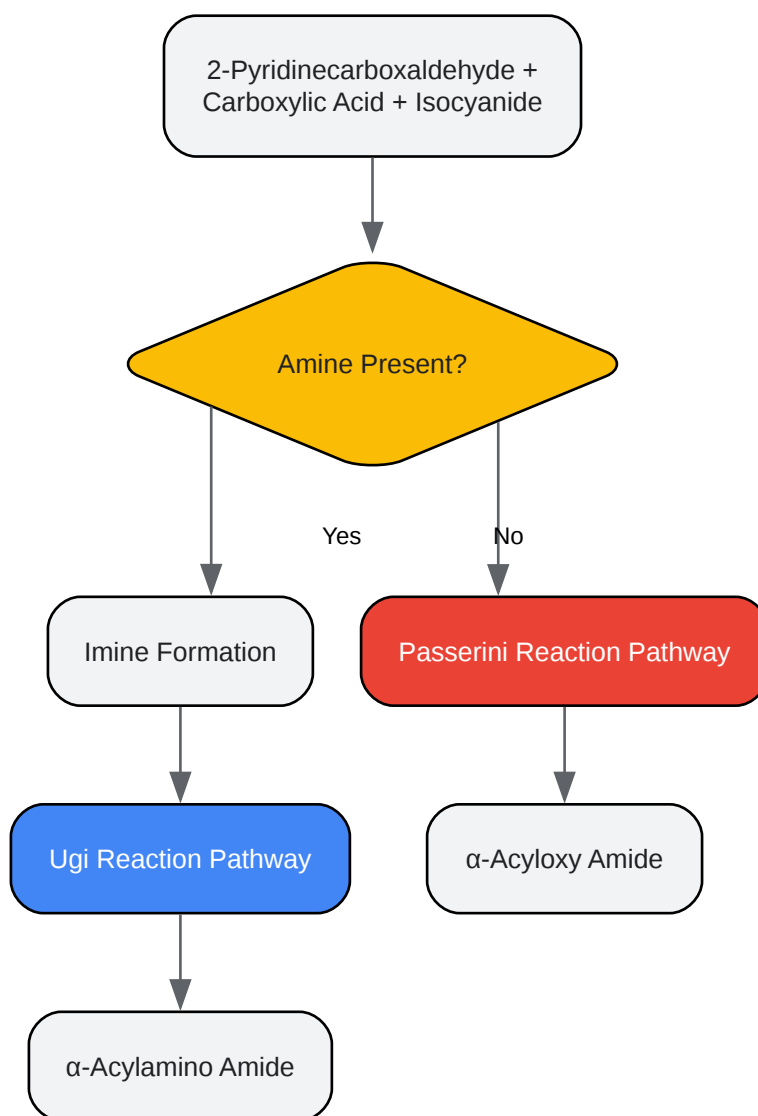 2-Pyridinecarboxaldehyde +
Carboxylic Acid + Isocyanide
Amine Present?
Yes
No
Imine Formation
Passerini Reaction Pathway
Ugi Reaction Pathway
α-Acyloxy Amide
α-Acylamino Amide